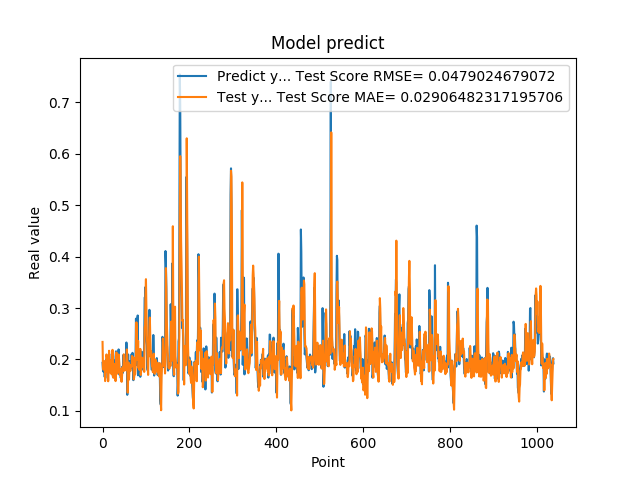 Model predict
Predict y... Test Score RMSE= 0.0479024679072
Test y... Test Score MAE= 0.02906482317195706
0.7
0.6
0.5
0.4
0.3
0.2
0.1
Real value
0 200 400 600 800 1000
Point